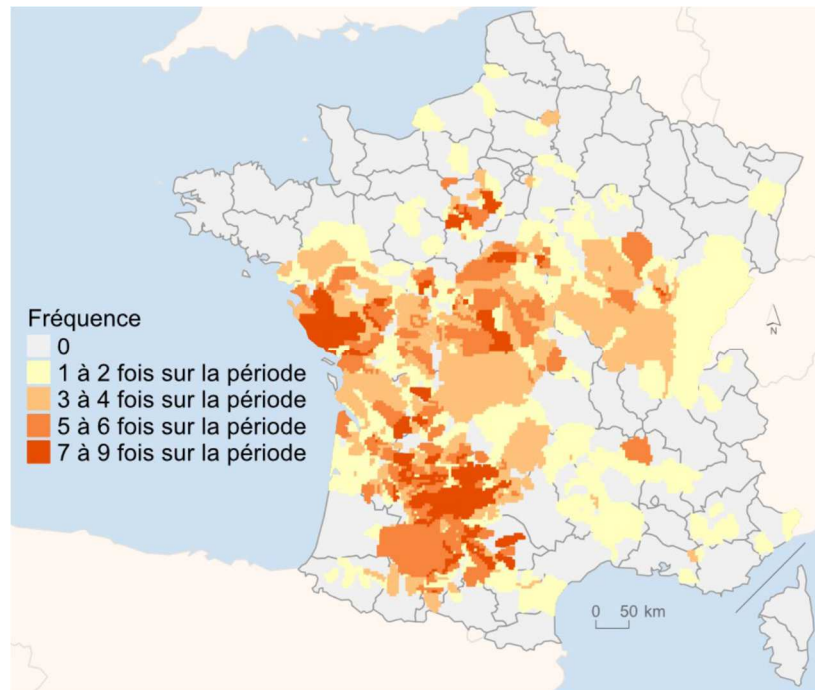 Fréquence
0
1 à 2 fois sur la période
3 à 4 fois sur la période
5 à 6 fois sur la période
7 à 9 fois sur la période
N
0 50 km